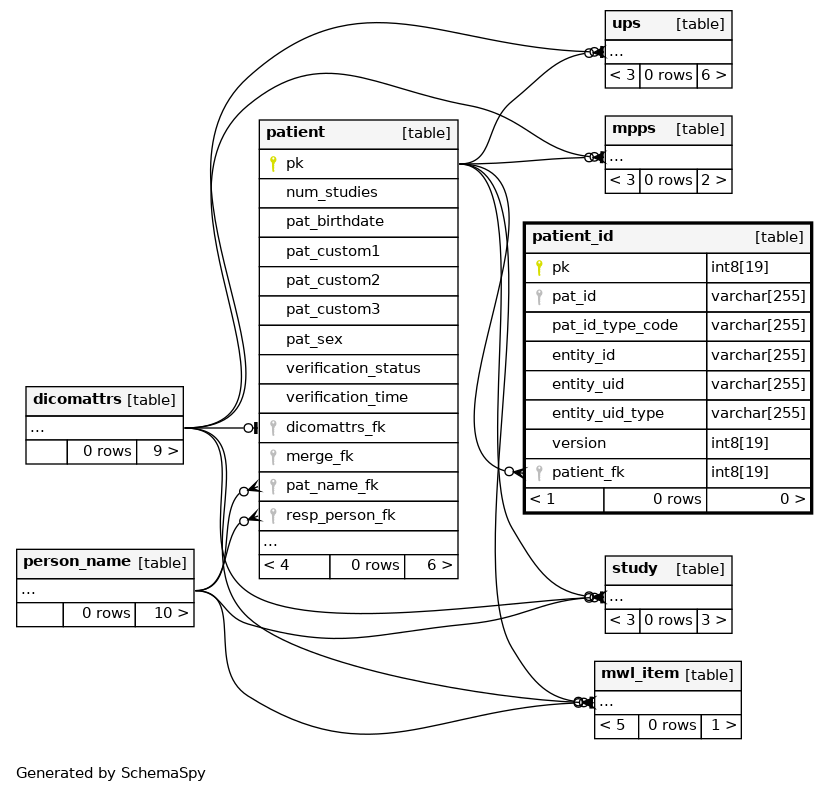 ups [table]
...
< 3 0 rows 6 >
mpps [table]
...
< 3 0 rows 2 >
patient [table]
pk
num_studies
pat_birthdate
pat_custom1
pat_custom2
pat_custom3
pat_sex
verification_status
verification_time
dicomattrs_fk
merge_fk
pat_name_fk
resp_person_fk
...
< 4 0 rows 6 >
patient_id [table]
pk int8[19]
pat_id varchar[255]
pat_id_type_code varchar[255]
entity_id varchar[255]
entity_uid varchar[255]
entity_uid_type varchar[255]
version int8[19]
patient_fk int8[19]
< 1 0 rows 0 >
dicomattrs [table]
...
0 rows 9 >
person_name [table]
...
0 rows 10 >
study [table]
...
< 3 0 rows 3 >
mwl_item [table]
...
< 5 0 rows 1 >
Generated by SchemaSpy